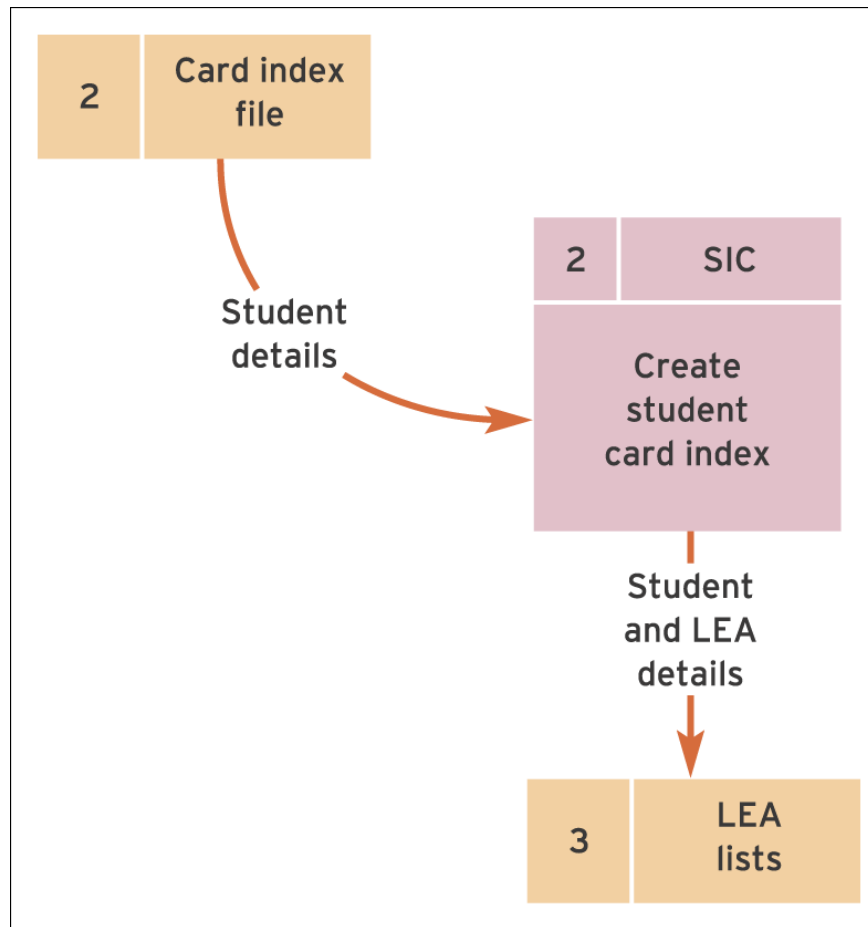 2
Card index
file
Student
details
2
SIC
Create
student
card index
Student
and LEA
details
3
LEA
lists